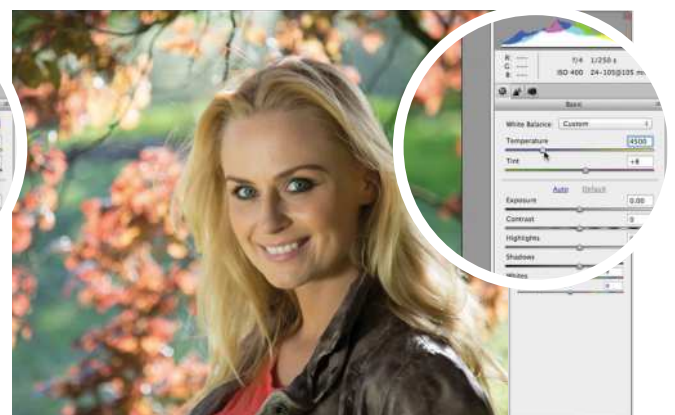 R: ---
G: ---
B: ---
f/4 1/250 s
ISO 400 24-105@105 m
Basic
White Balance: Custom
Temperature 4500
Tint +8
Auto Default
Exposure 0.00
Contrast 0
Highlights
Shadows
Whites